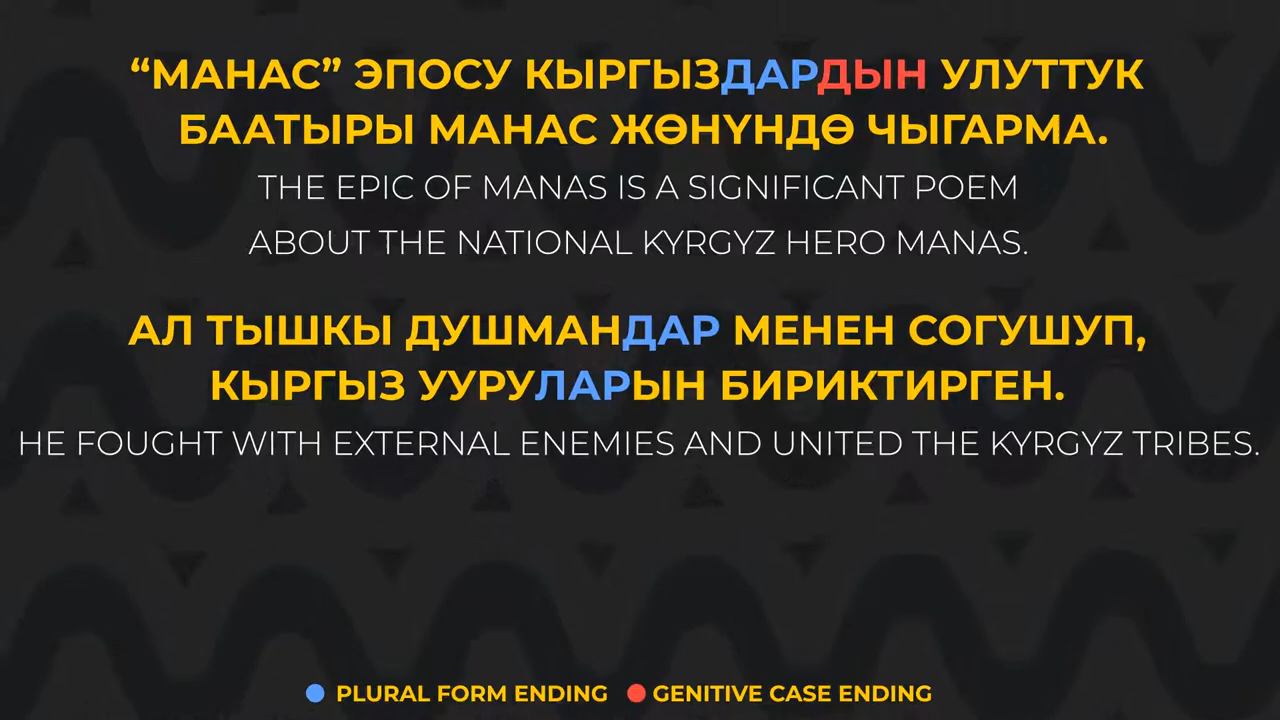 “МАНАС” ЭПОСУ КЫРГЫЗДАРДЫН УЛУТТУК
БААТЫРЫ МАНАС ЖӨНҮНДӨ ЧЫГАРМА.
THE EPIC OF MANAS IS A SIGNIFICANT POEM
ABOUT THE NATIONAL KYRGYZ HERO MANAS.
АЛ ТЫШКЫ ДУШМАНДАР МЕНЕН СОГУШУП,
КЫРГЫЗ УУРУЛАРЫН БИРИКТИРГЕН.
HE FOUGHT WITH EXTERNAL ENEMIES AND UNITED THE KYRGYZ TRIBES.
PLURAL FORM ENDING GENITIVE CASE ENDING